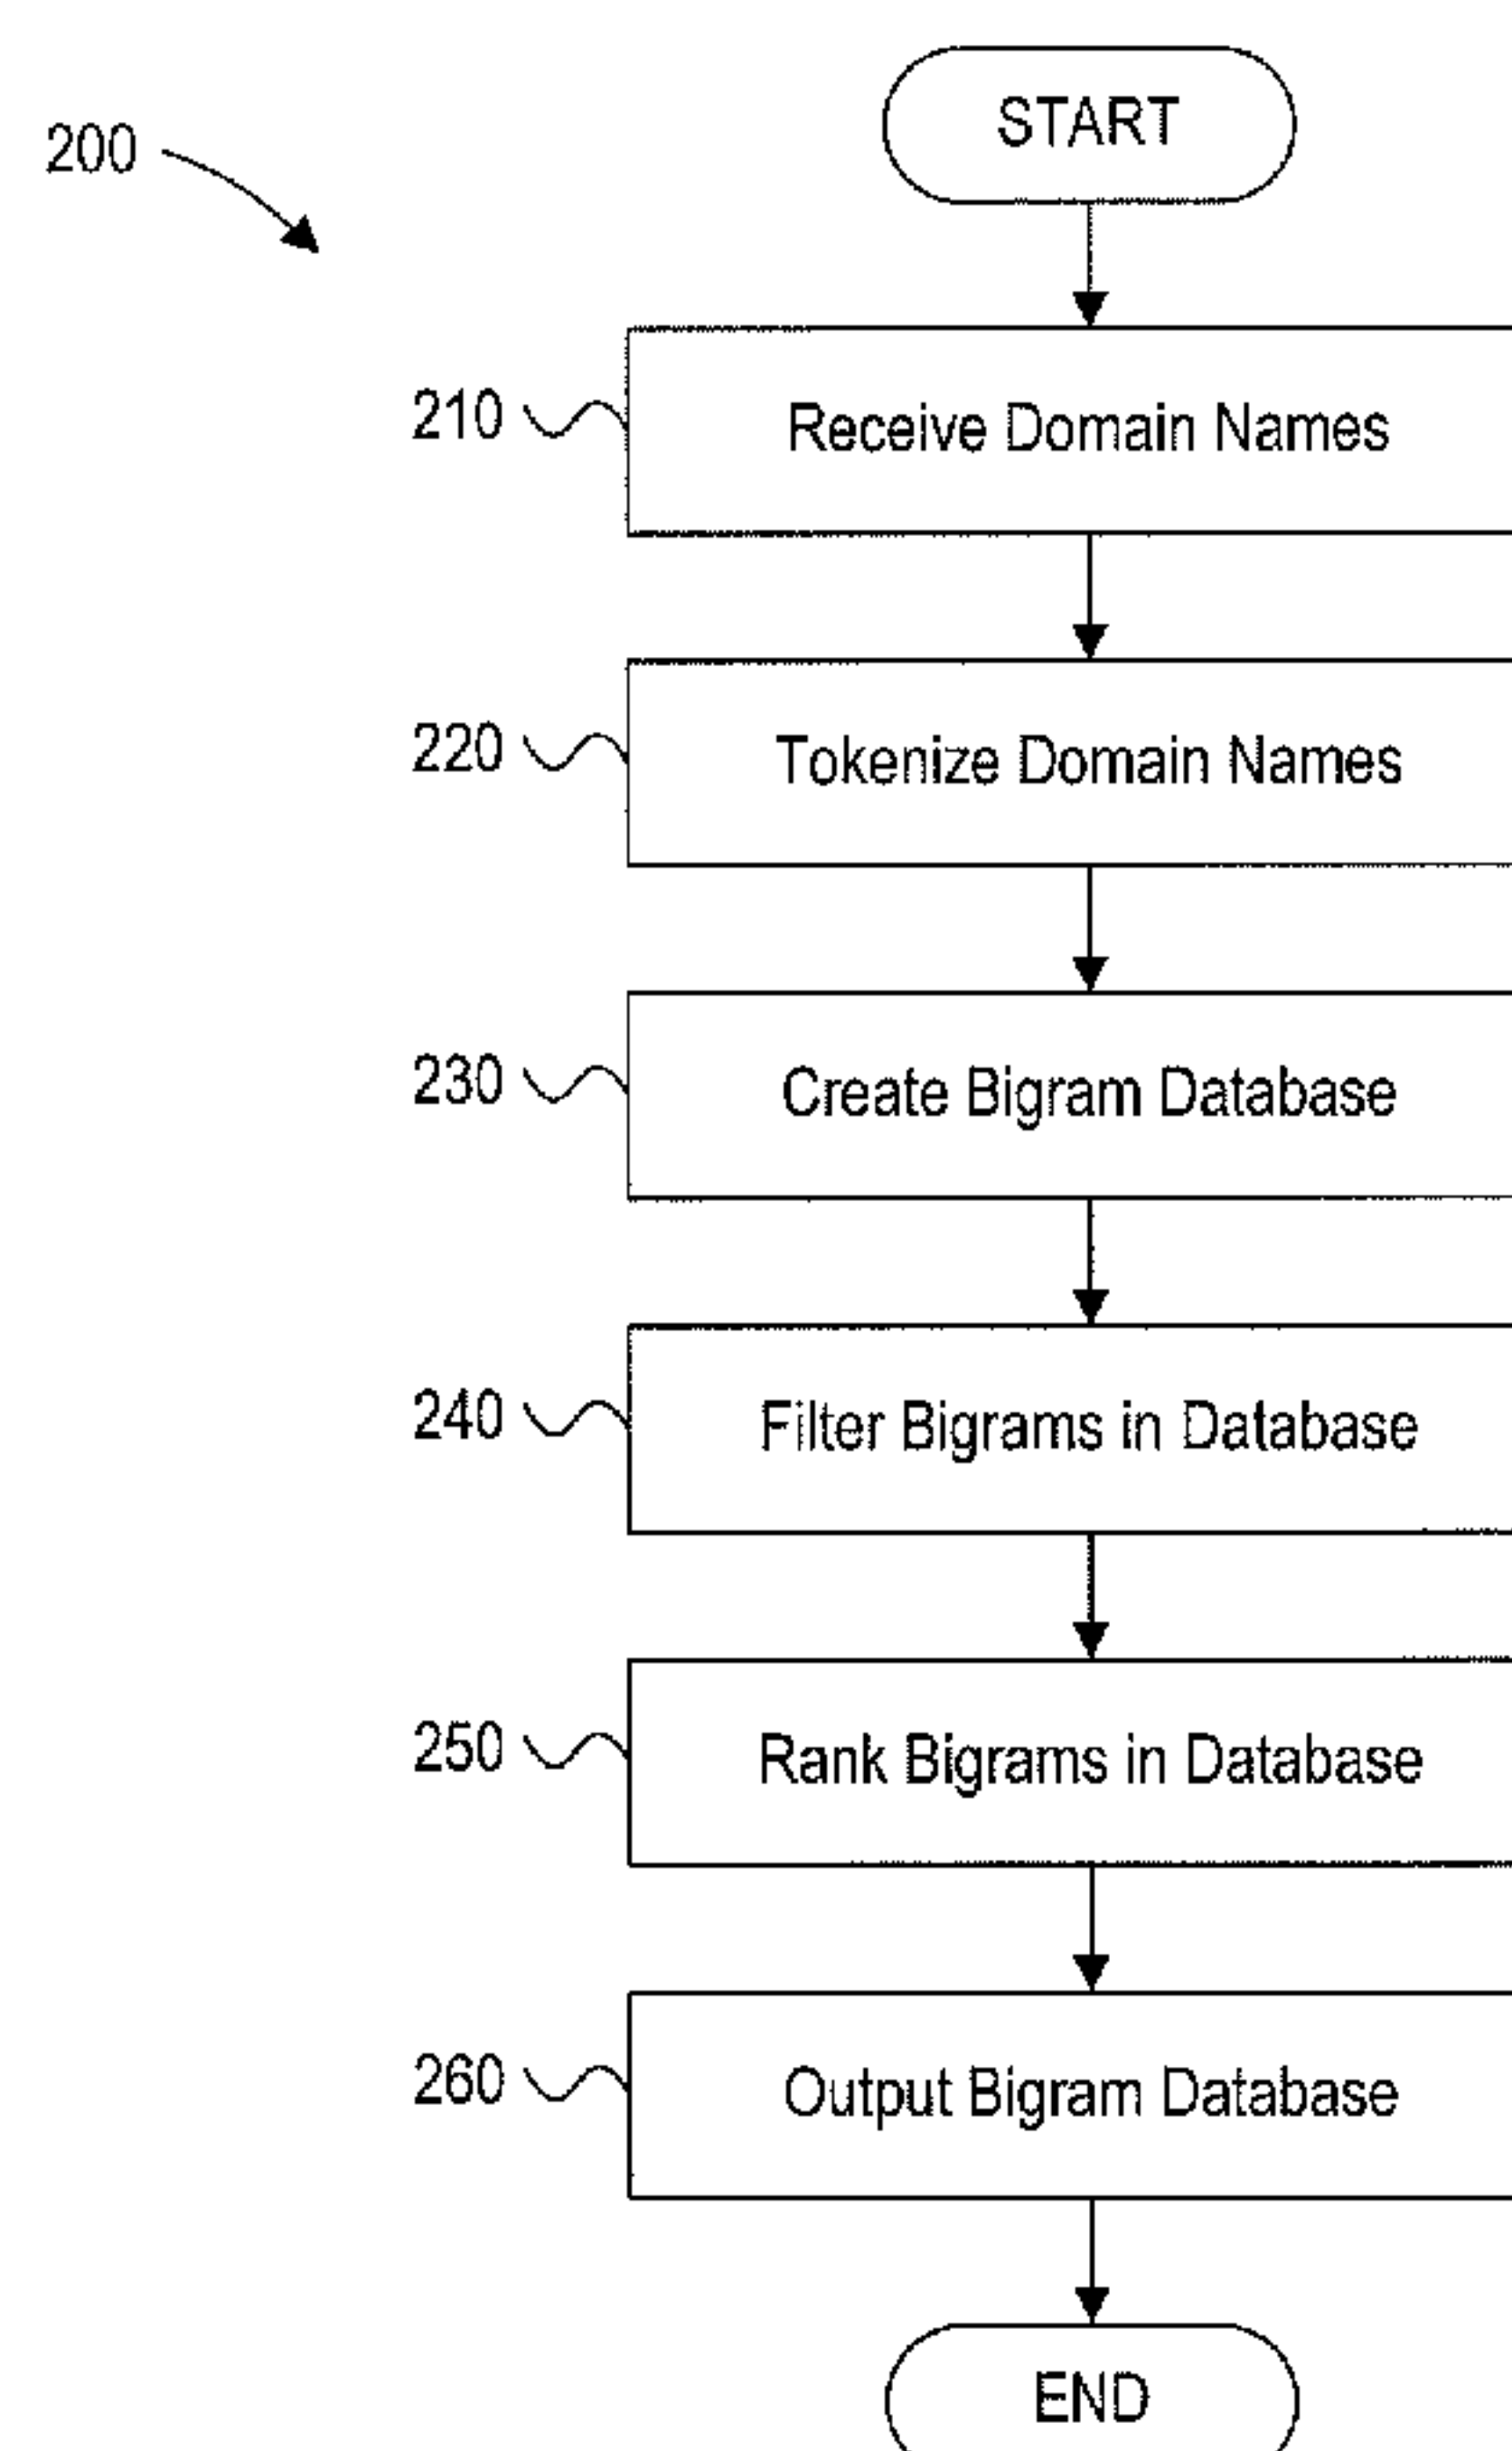 START
200
210 Receive Domain Names
220 Tokenize Domain Names
230 Create Bigram Database
240 Filter Bigrams in Database
250 Rank Bigrams in Database
260 Output Bigram Database
END